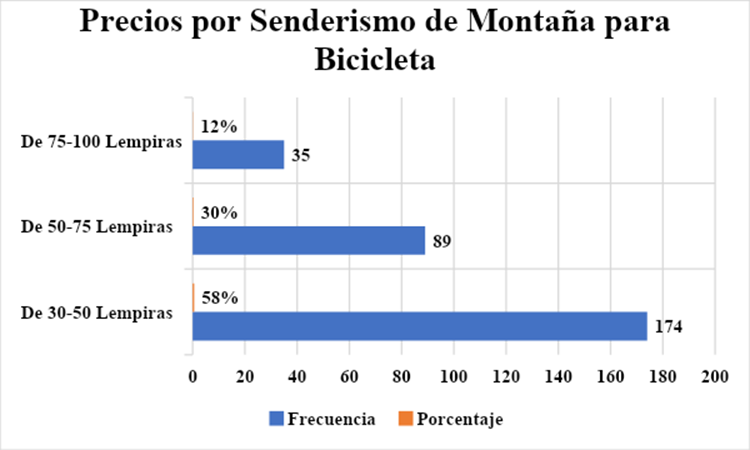 Precios por Senderismo de Montaña para
Bicicleta
De 75-100 Lempiras
12%
35
De 50-75 Lempiras
30%
89
De 30-50 Lempiras
58%
174
0 20 40 60 80 100 120 140 160 180 200
Frecuencia Porcentaje